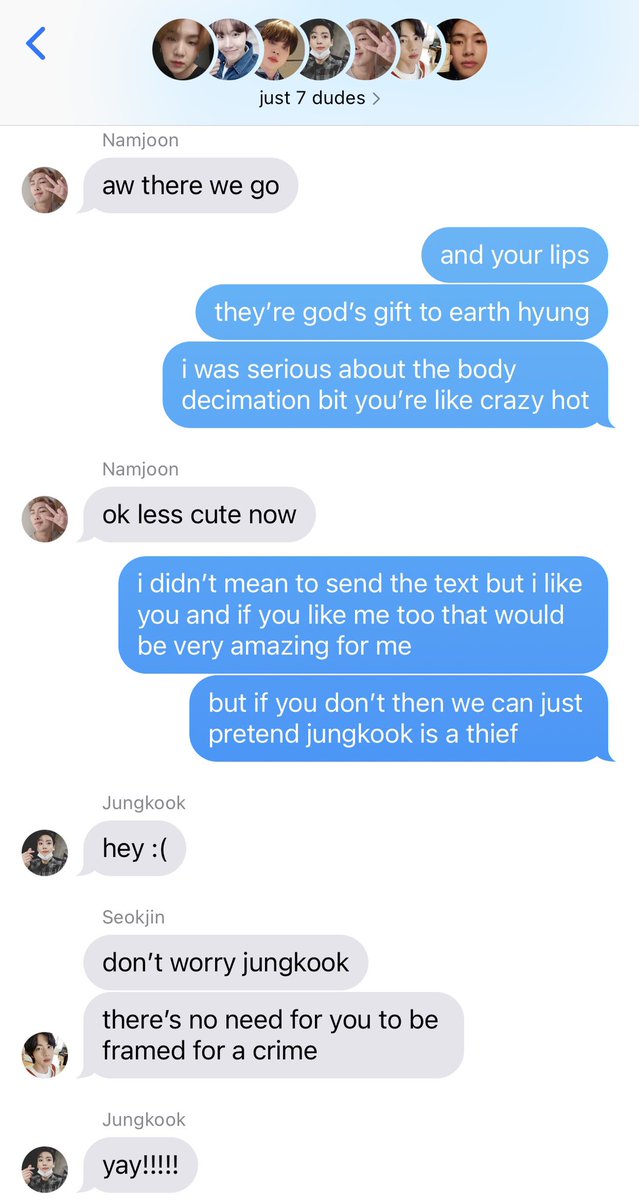 just 7 dudes
Namjoon
aw there we go
and your lips
they’re god’s gift to earth hyung
i was serious about the body
decimation bit you’re like crazy hot
Namjoon
ok less cute now
i didn’t mean to send the text but i like
you and if you like me too that would
be very amazing for me
but if you don’t then we can just
pretend jungkook is a thief
Jungkook
hey :(
Seokjin
don’t worry jungkook
there’s no need for you to be
framed for a crime
Jungkook
yay!!!!!